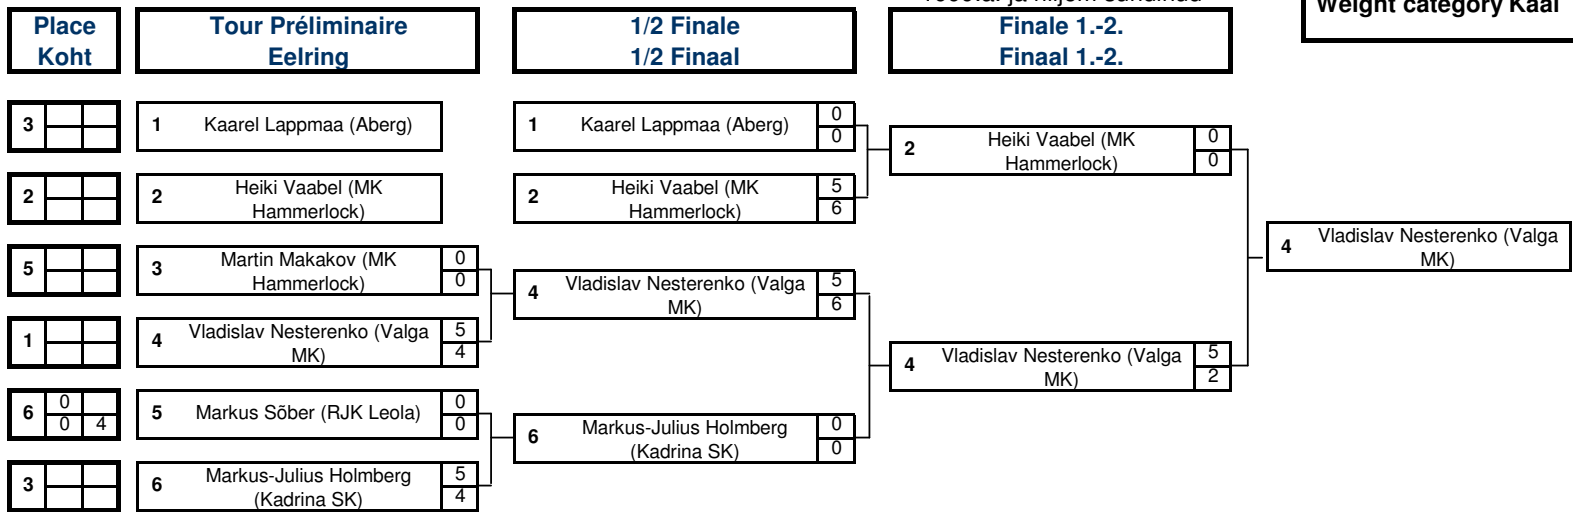 Weight category Kaal
Place
Koht
Tour Préliminaire
Eelring
1/2 Finale
1/2 Finaal
Finale 1.-2.
Finaal 1.-2.
3
1 Kaarel Lappmaa (Aberg)
1 Kaarel Lappmaa (Aberg)
0
0
2 Heiki Vaabel (MK
Hammerlock)
0
0
2
2 Heiki Vaabel (MK
Hammerlock)
2 Heiki Vaabel (MK
Hammerlock)
5
6
4 Vladislav Nesterenko (Valga
MK)
5
3 Martin Makakov (MK
Hammerlock)
0
0
4 Vladislav Nesterenko (Valga
MK)
5
6
1
4 Vladislav Nesterenko (Valga
MK)
5
4
4 Vladislav Nesterenko (Valga
MK)
5
2
6
0
0 4
5 Markus Sõber (RJK Leola)
0
0
6 Markus-Julius Holmberg
(Kadrina SK)
0
0
3
6 Markus-Julius Holmberg
(Kadrina SK)
5
4